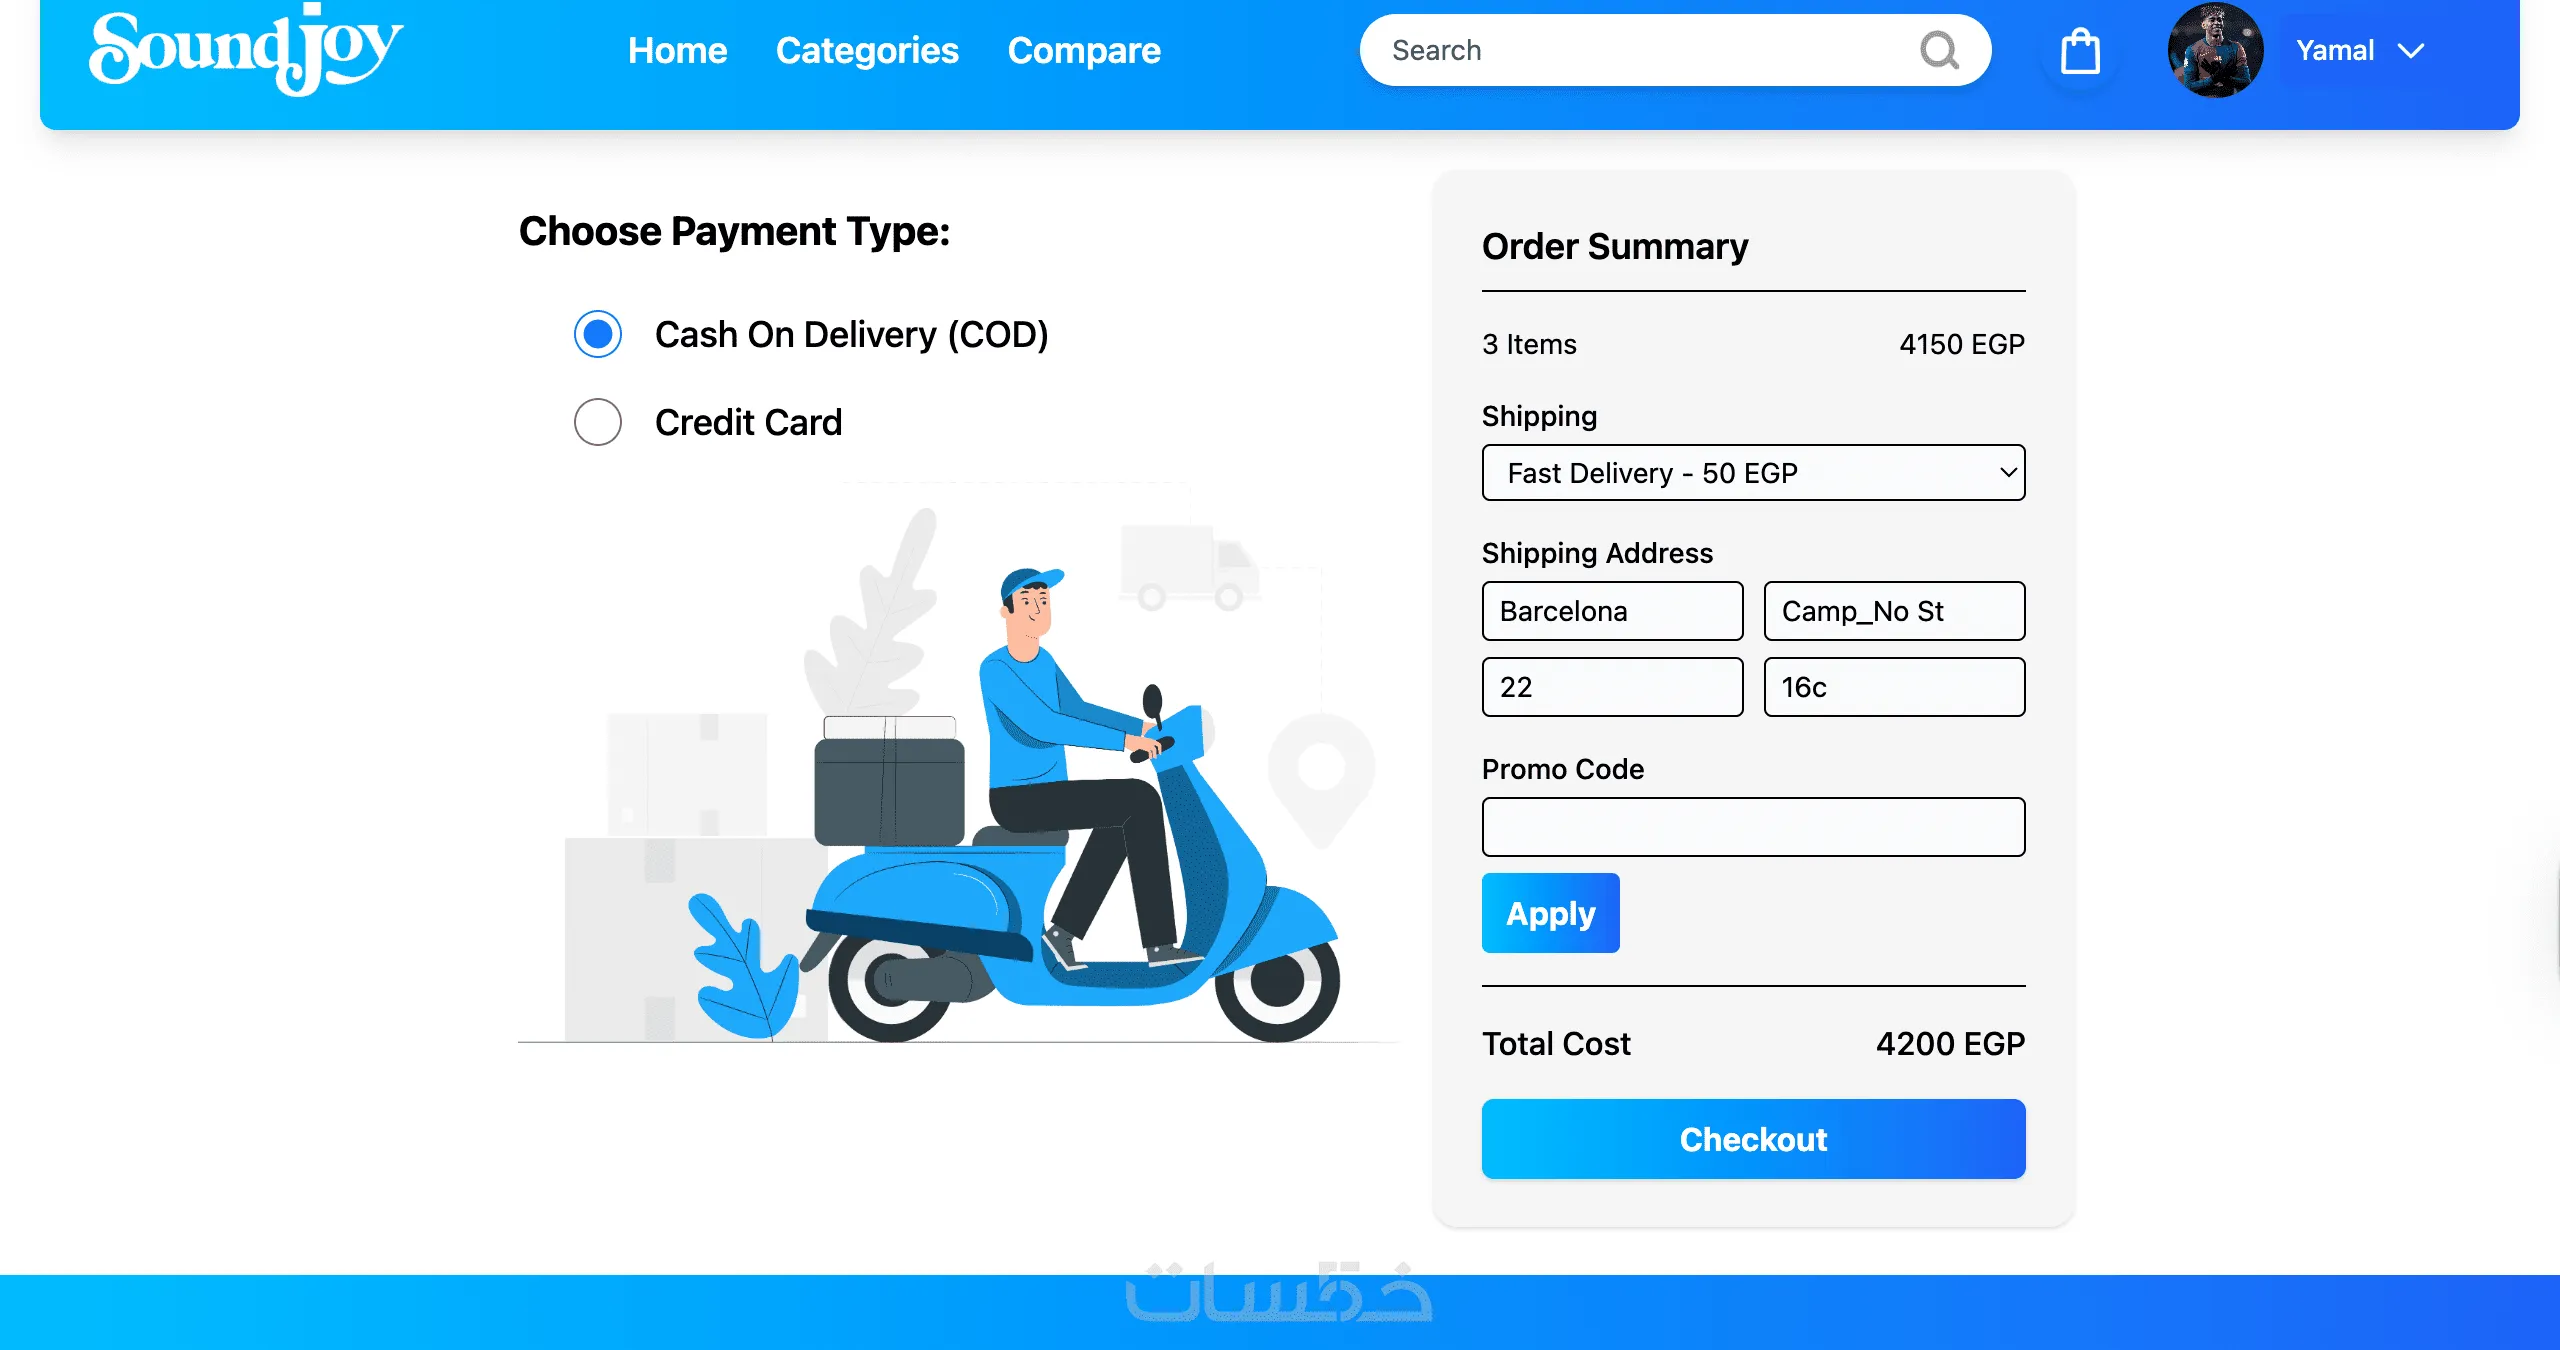 Soundjoy
Home
Categories
Compare
Search
Yamal
Choose Payment Type:
Cash On Delivery (COD)
Credit Card
Order Summary
3 Items 4150 EGP
Shipping
Fast Delivery - 50 EGP
Shipping Address
Barcelona
Camp_No St
22
16c
Promo Code
Apply
Total Cost 4200 EGP
Checkout
خمسات